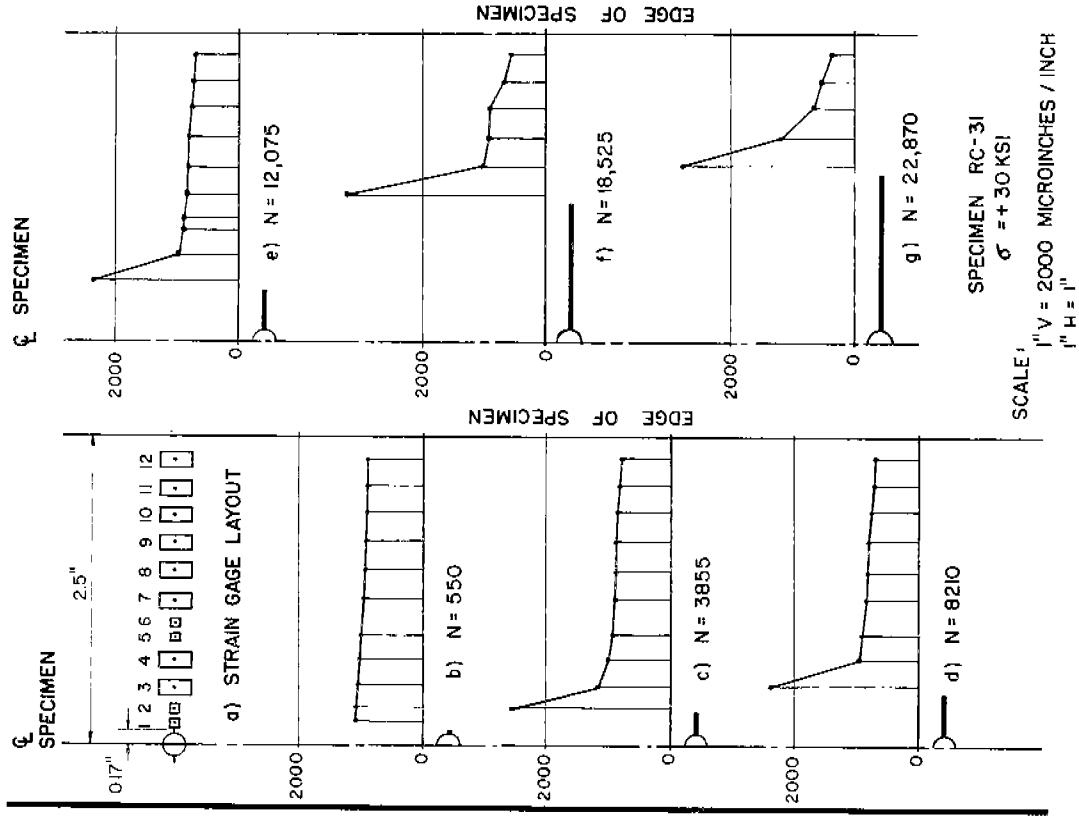 ℄
SPECIMEN
0.17"
2.5"
1 2 3 4 5 6 7 8 9 10 11 12
a) STRAIN GAGE LAYOUT
2000
0
b) N = 550
2000
0
c) N = 3855
2000
0
d) N = 8210
EDGE OF SPECIMEN
℄ SPECIMEN
2000
0
e) N = 12,075
2000
0
f) N = 18,525
2000
0
g) N = 22,870
EDGE OF SPECIMEN
SPECIMEN RC-31
σ = +30 KSI
SCALE:
1" V = 2000 MICROINCHES / INCH
1" H = 1"